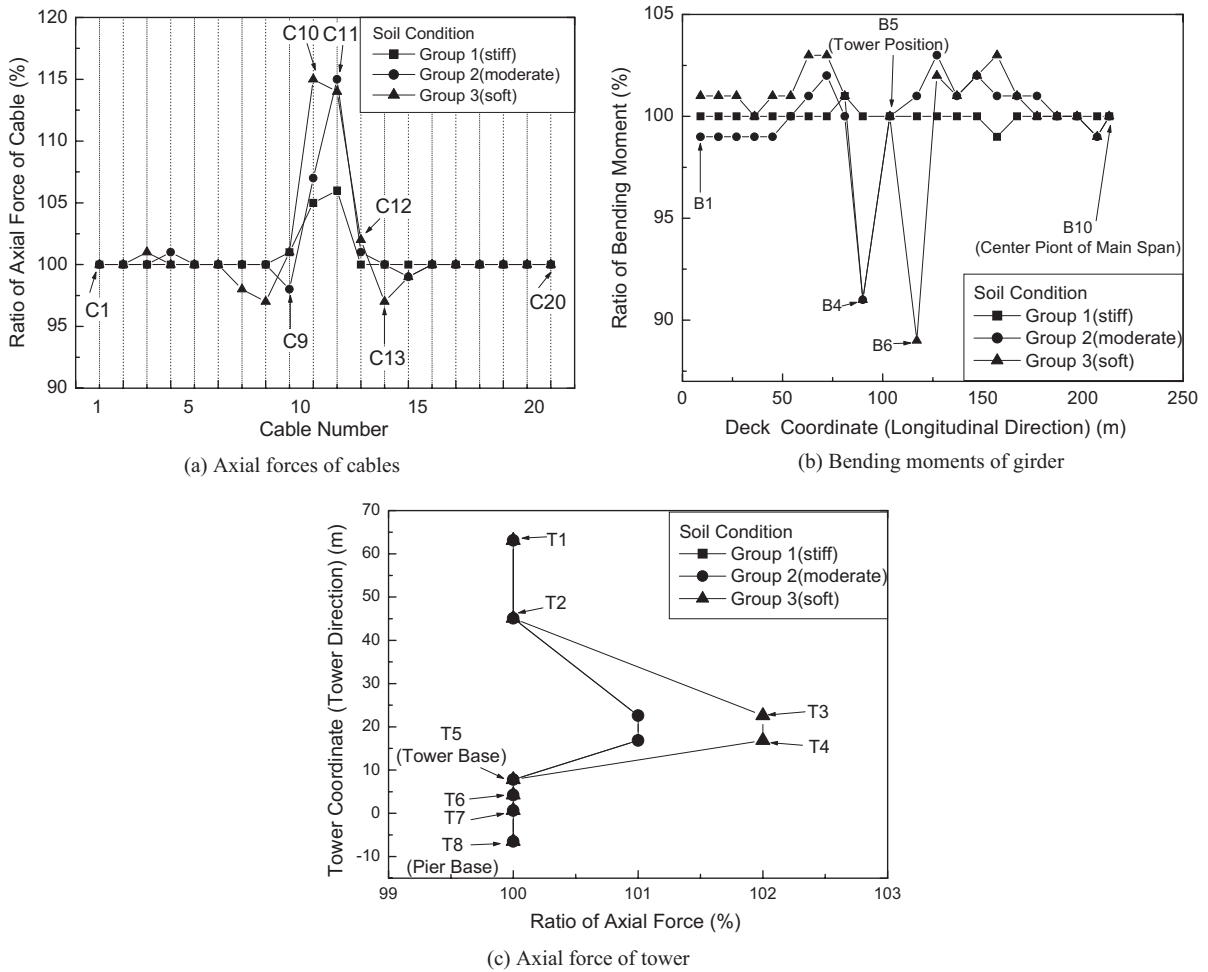 120
115
110
105
100
95
90
Ratio of Axial Force of Cable (%)
C10
C11
C12
C1
C9
C13
C20
Soil Condition
Group 1(stiff)
Group 2(moderate)
Group 3(soft)
1
5
10
15
20
Cable Number
(a) Axial forces of cables
105
100
95
90
Ratio of Bending Moment (%)
B5
(Tower Position)
B1
B4
B6
B10
(Center Piont of Main Span)
Soil Condition
Group 1(stiff)
Group 2(moderate)
Group 3(soft)
0
50
100
150
200
250
Deck Coordinate (Longitudinal Direction) (m)
(b) Bending moments of girder
70
60
50
40
30
20
10
0
-10
Tower Coordinate (Tower Direction) (m)
T1
T2
T3
T4
T5
(Tower Base)
T6
T7
T8
(Pier Base)
Soil Condition
Group 1(stiff)
Group 2(moderate)
Group 3(soft)
99
100
101
102
103
Ratio of Axial Force (%)
(c) Axial force of tower